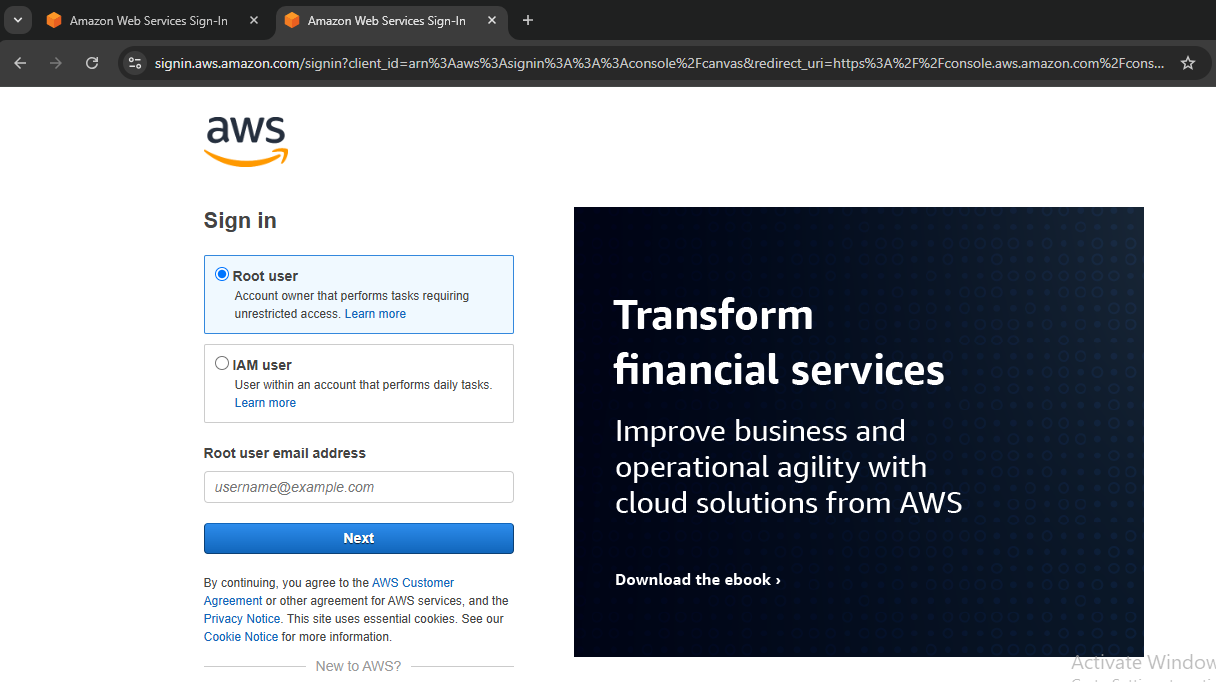 Amazon Web Services Sign-In
Amazon Web Services Sign-In
signin.aws.amazon.com/signin?client_id=arn%3Aaws%3Asignin%3A%3A%3Aconsole%2Fcanvas&redirect_uri=https%3A%2F%2Fconsole.aws.amazon.com%2Fcons...
aws
Sign in
Root user
Account owner that performs tasks requiring
unrestricted access. Learn more
IAM user
User within an account that performs daily tasks.
Learn more
Root user email address
username@example.com
Next
By continuing, you agree to the AWS Customer
Agreement or other agreement for AWS services, and the
Privacy Notice. This site uses essential cookies. See our
Cookie Notice for more information.
New to AWS?
Transform
financial services
Improve business and
operational agility with
cloud solutions from AWS
Download the ebook ›
Activate Window